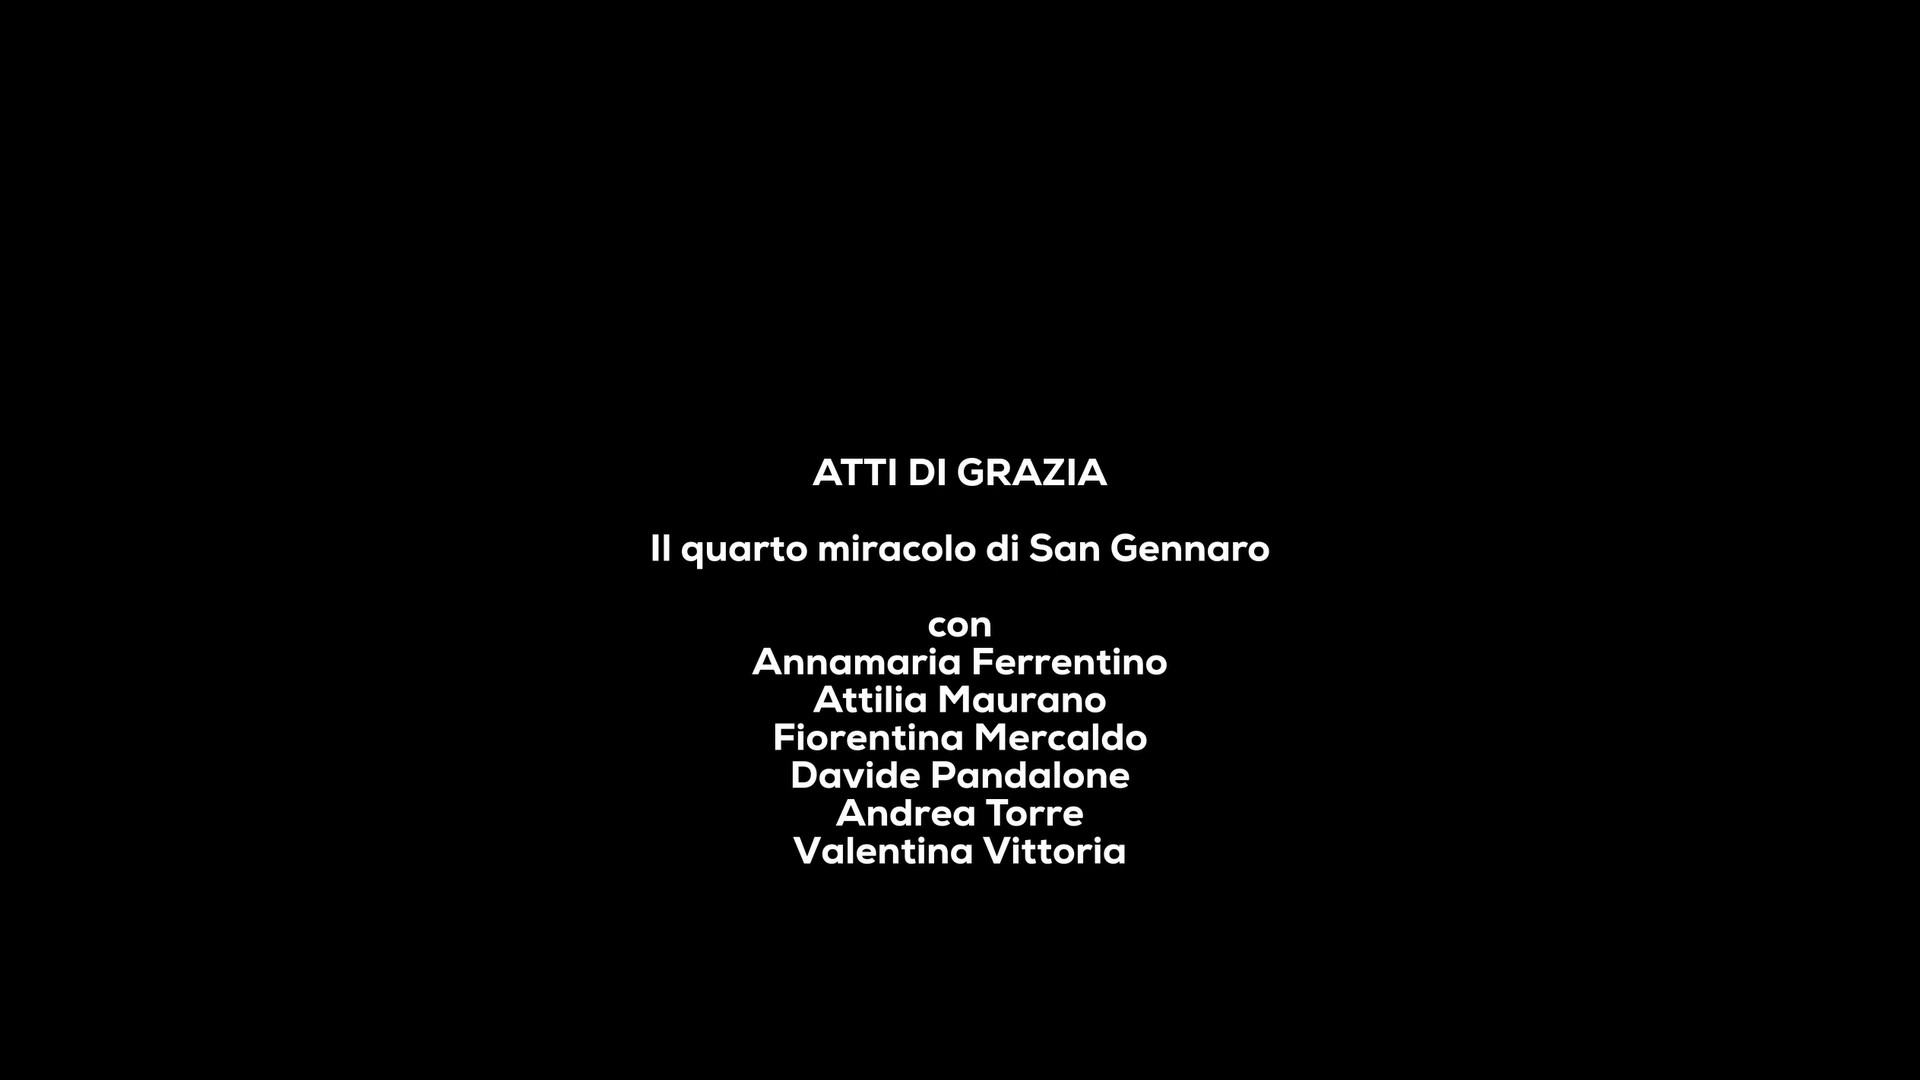 ATTI DI GRAZIA
Il quarto miracolo di San Gennaro
con
Annamaria Ferrentino
Attilia Maurano
Fiorentina Mercaldo
Davide Pandalone
Andrea Torre
Valentina Vittoria